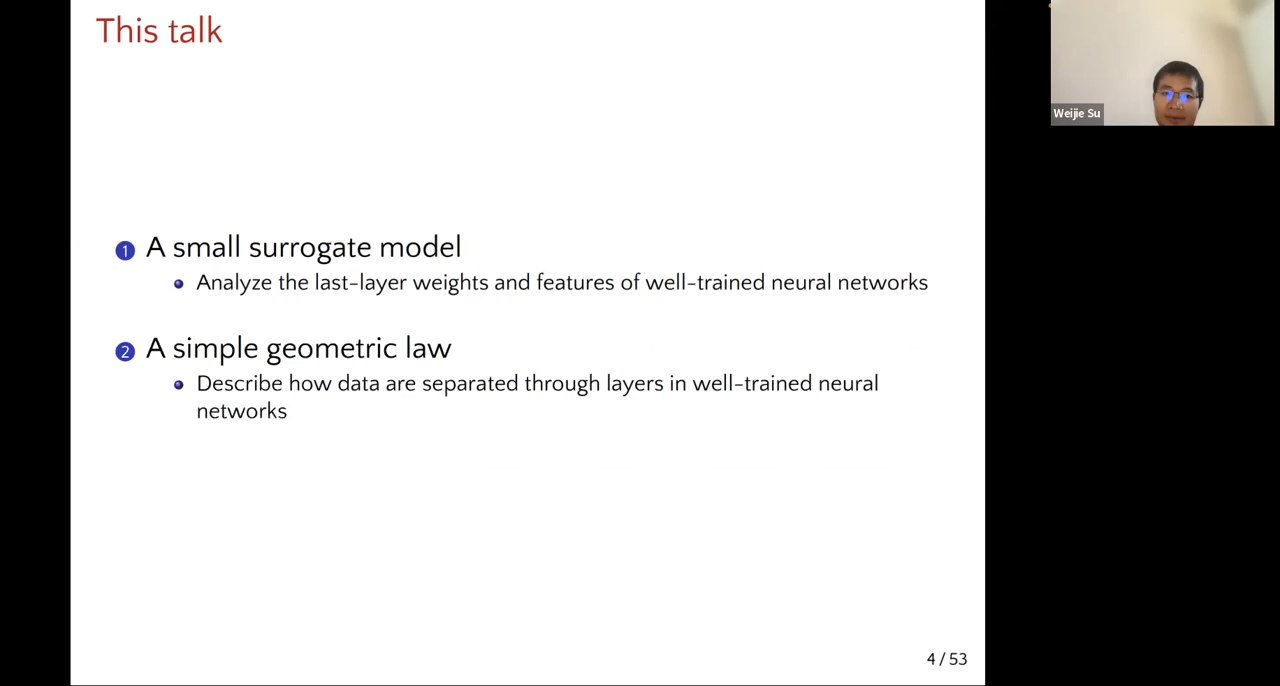 This talk
1 A small surrogate model
Analyze the last-layer weights and features of well-trained neural networks
2 A simple geometric law
Describe how data are separated through layers in well-trained neural
networks
4 / 53
Weijie Su